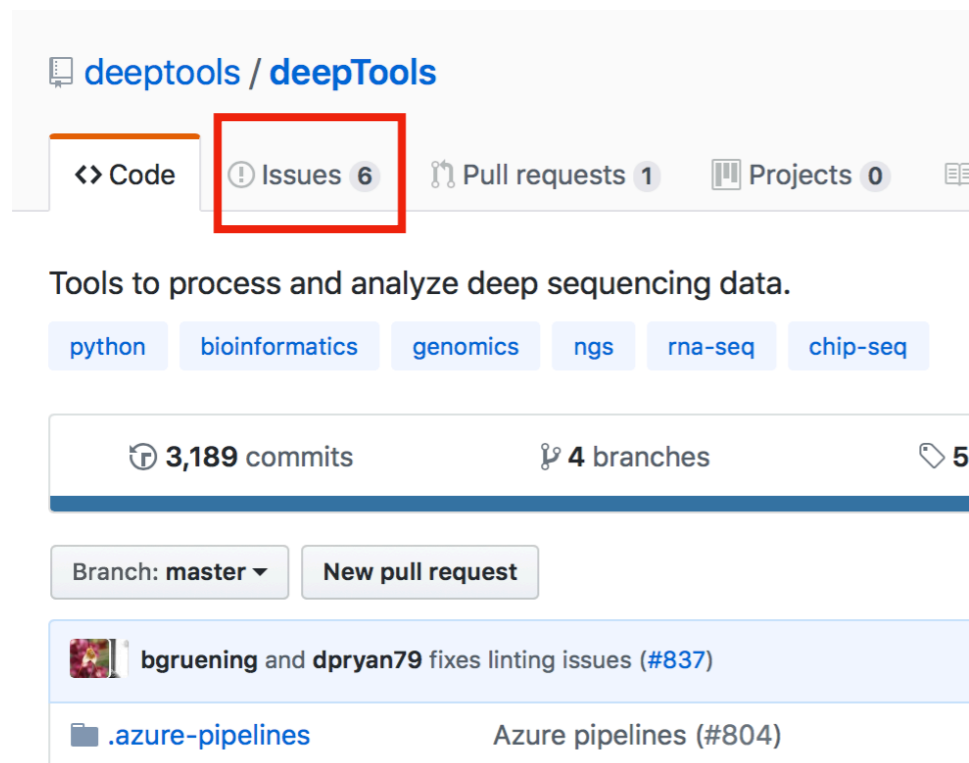 deeptools / deepTools
<> Code Issues 6 Pull requests 1 Projects 0
Tools to process and analyze deep sequencing data.
python bioinformatics genomics ngs rna-seq chip-seq
3,189 commits 4 branches 5
Branch: master New pull request
bgruening and dpryan79 fixes linting issues (#837)
.azure-pipelines Azure pipelines (#804)